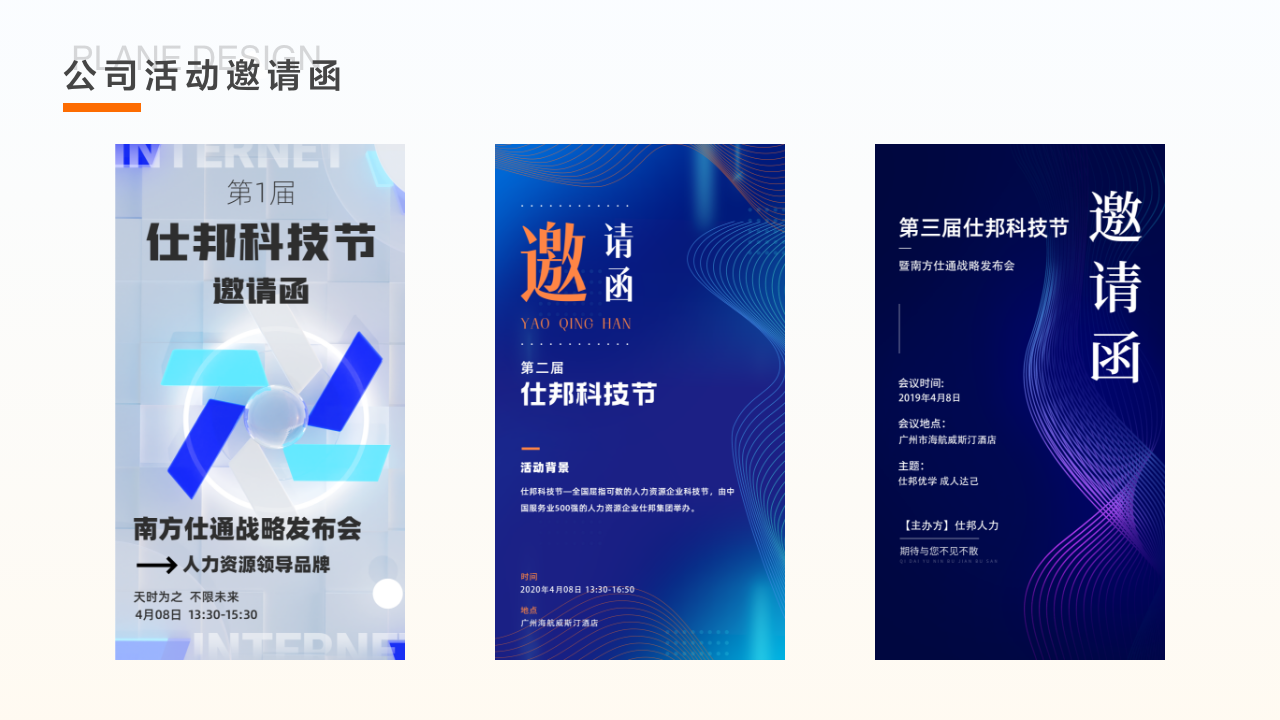 PLANE DESIGN
公司活动邀请函
INTERNET
第1届
仕邦科技节
邀请函
南方仕通战略发布会
人力资源领导品牌
天时为之 不限未来
4月08日 13:30-15:30
INTERNET
邀请函
YAO QING HAN
第二届
仕邦科技节
活动背景
仕邦科技节—全国屈指可数的人力资源企业科技节，由中
国服务业500强的人力资源企业仕邦集团举办。
时间
2020年4月08日 13:30-16:50
地点
广州海航威斯汀酒店
邀请函
第三届仕邦科技节
暨南方仕通战略发布会
会议时间:
2019年4月8日
会议地点：
广州市海航威斯汀酒店
主题：
仕邦优学 成人达己
【主办方】仕邦人力
期待与您不见不散
QI DAI YU NIN BU JIAN BU SAN